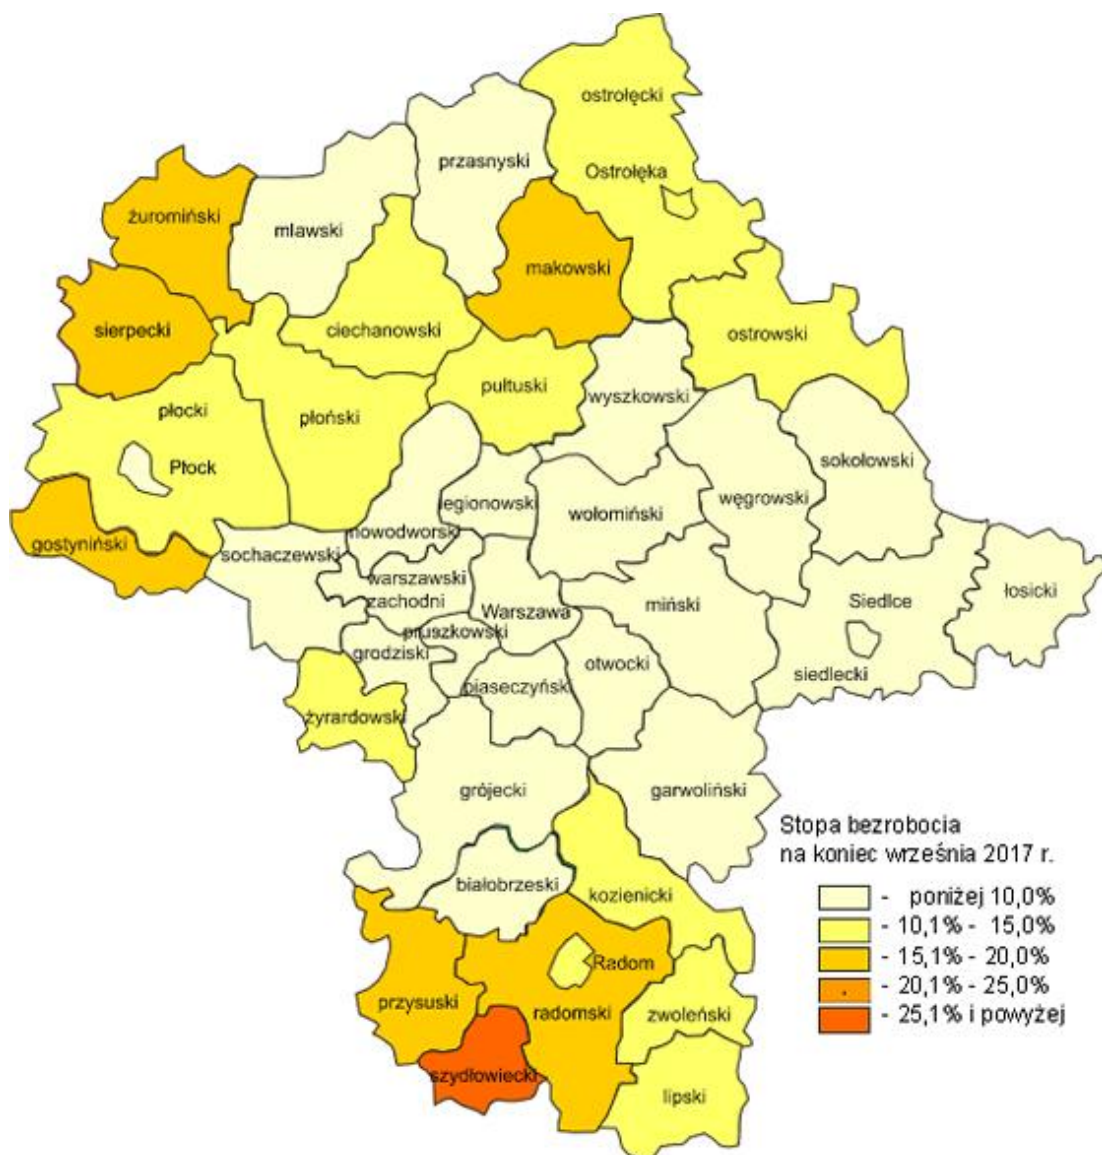 ostrołęcki
przasnyski
Ostrołęka
żuromiński
mlawski
makowski
sierpecki
ciechanowski
ostrowski
pułtuski
płocki
płoński
wyszkowski
Płock
sokołowski
węgrowski
legionowski
wołomiński
nowodworski
gostyniński
sochaczewski
warszawski
zachodni
Warszawa
miński
Siedlce
łosicki
pruszkowski
grodziski
otwocki
siedlecki
piaseczyński
żyrardowski
grójecki
garwoliński
białobrzeski
kozienicki
Radom
przysuski
radomski
zwoleński
szydłowiecki
lipski
Stopa bezrobocia
na koniec września 2017 r.
- poniżej 10,0%
- 10,1% - 15,0%
- 15,1% - 20,0%
- 20,1% - 25,0%
- 25,1% i powyżej